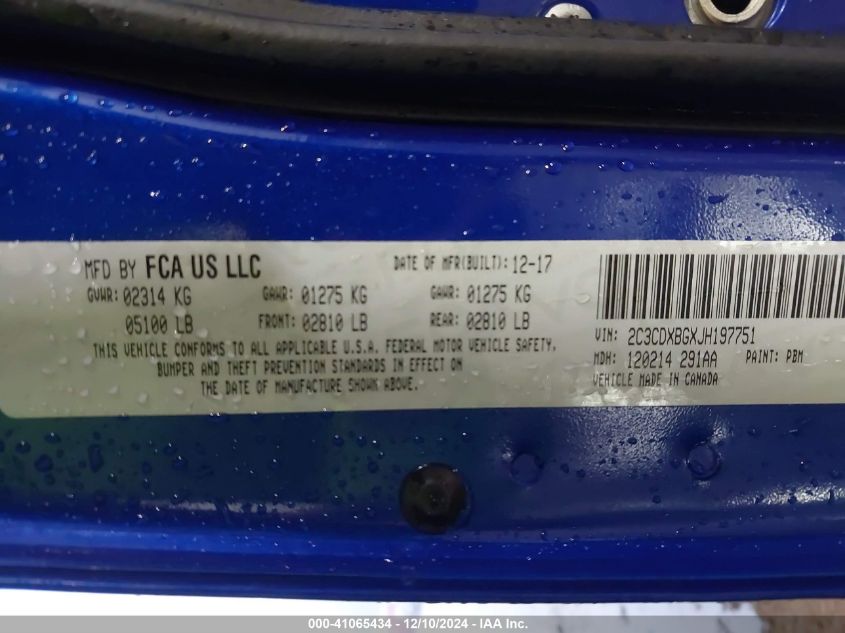 MFD BY FCA US LLC DATE OF MFR(BUILT): 12-17
GVWR: 02314 KG GAWR: 01275 KG GAWR: 01275 KG
05100 LB FRONT: 02810 LB REAR: 02810 LB
THIS VEHICLE CONFORMS TO ALL APPLICABLE U.S.A. FEDERAL MOTOR VEHICLE SAFETY,
BUMPER AND THEFT PREVENTION STANDARDS IN EFFECT ON
THE DATE OF MANUFACTURE SHOWN ABOVE.
VIN: 2C3CDXBGXJH197751
MDH: 120214 291AA PAINT: PBM
VEHICLE MADE IN CANADA
000-41065434 - 12/10/2024 - IAA Inc.